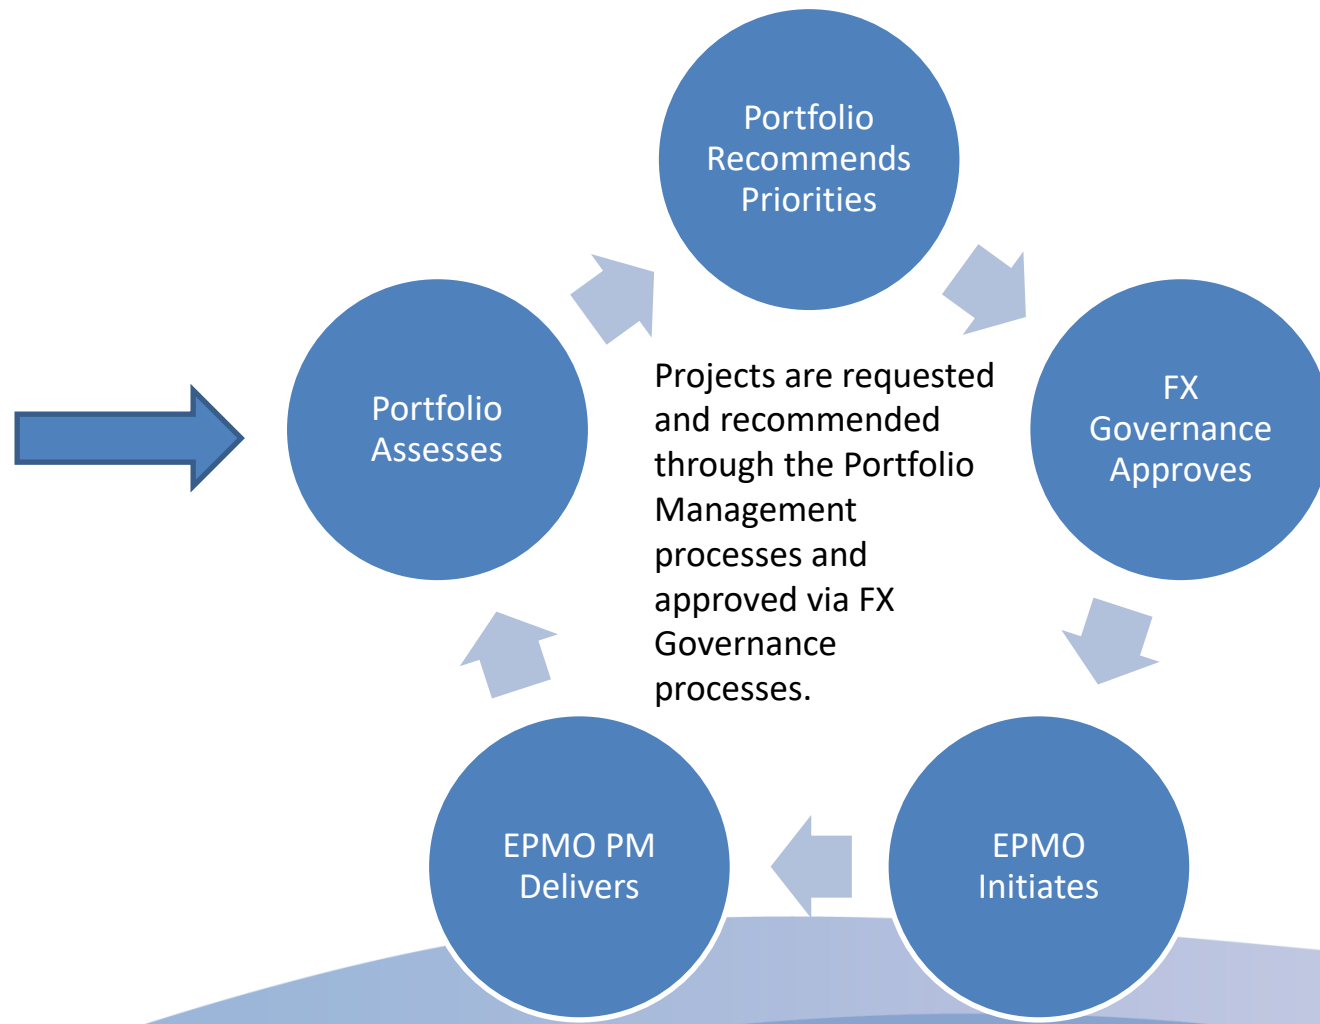 Portfolio
Recommends
Priorities
Portfolio
Assesses
FX
Governance
Approves
Projects are requested
and recommended
through the Portfolio
Management
processes and
approved via FX
Governance
processes.
EPMO PM
Delivers
EPMO
Initiates